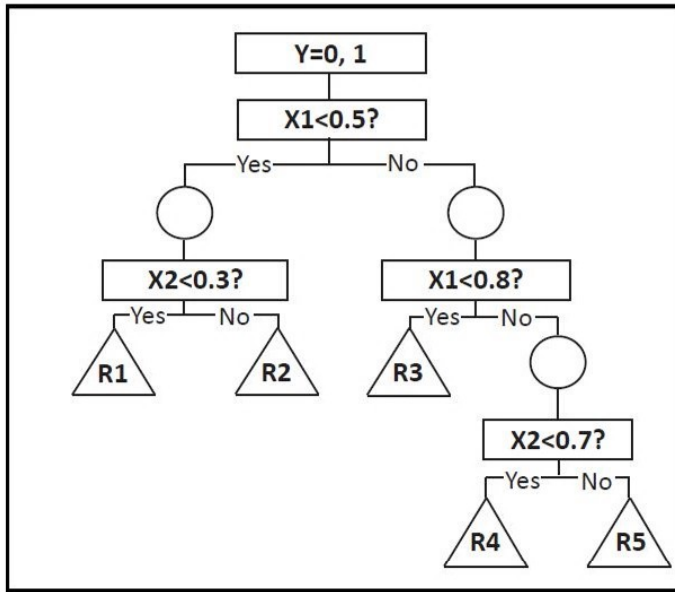 Y=0, 1
X1<0.5?
Yes No
X2<0.3? X1<0.8?
Yes No Yes No
R1 R2 R3
X2<0.7?
Yes No
R4 R5